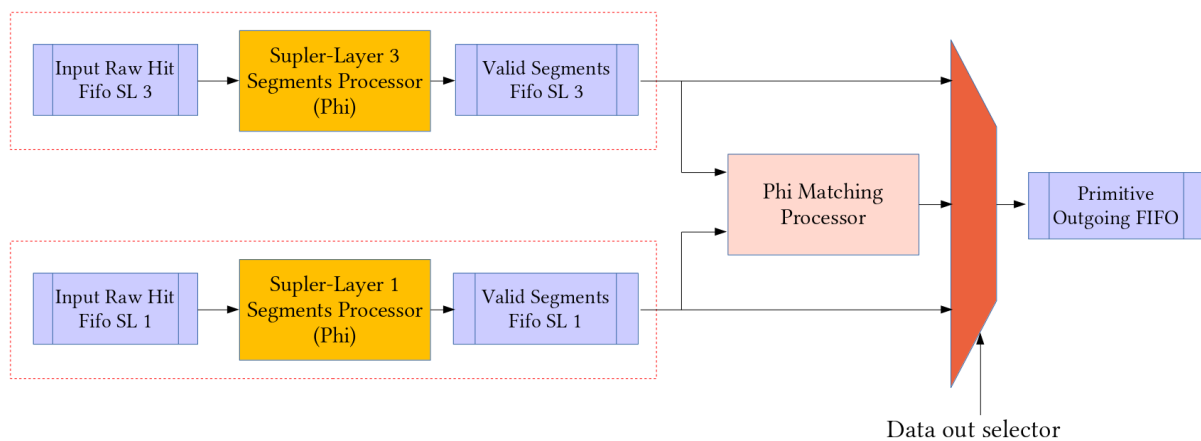 Input Raw Hit
Fifo SL 3
Supler-Layer 3
Segments Processor
(Phi)
Valid Segments
Fifo SL 3
Phi Matching
Processor
Primitive
Outgoing FIFO
Input Raw Hit
Fifo SL 1
Supler-Layer 1
Segments Processor
(Phi)
Valid Segments
Fifo SL 1
Data out selector